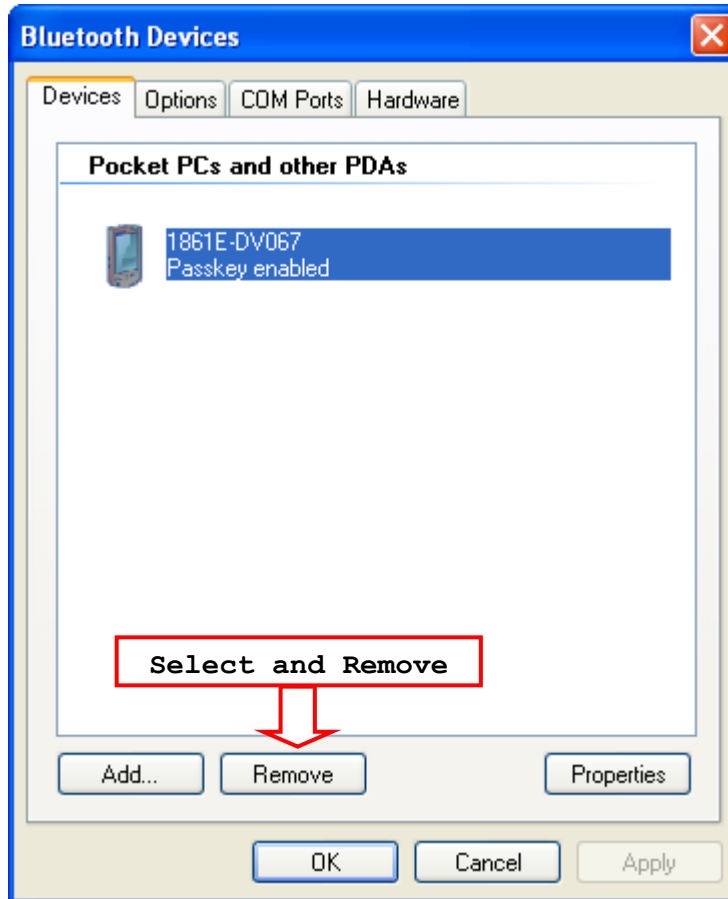 Bluetooth Devices
Devices Options COM Ports Hardware
Pocket PCs and other PDAs
1861E-DV067
Passkey enabled
Select and Remove
Add... Remove Properties
OK Cancel Apply